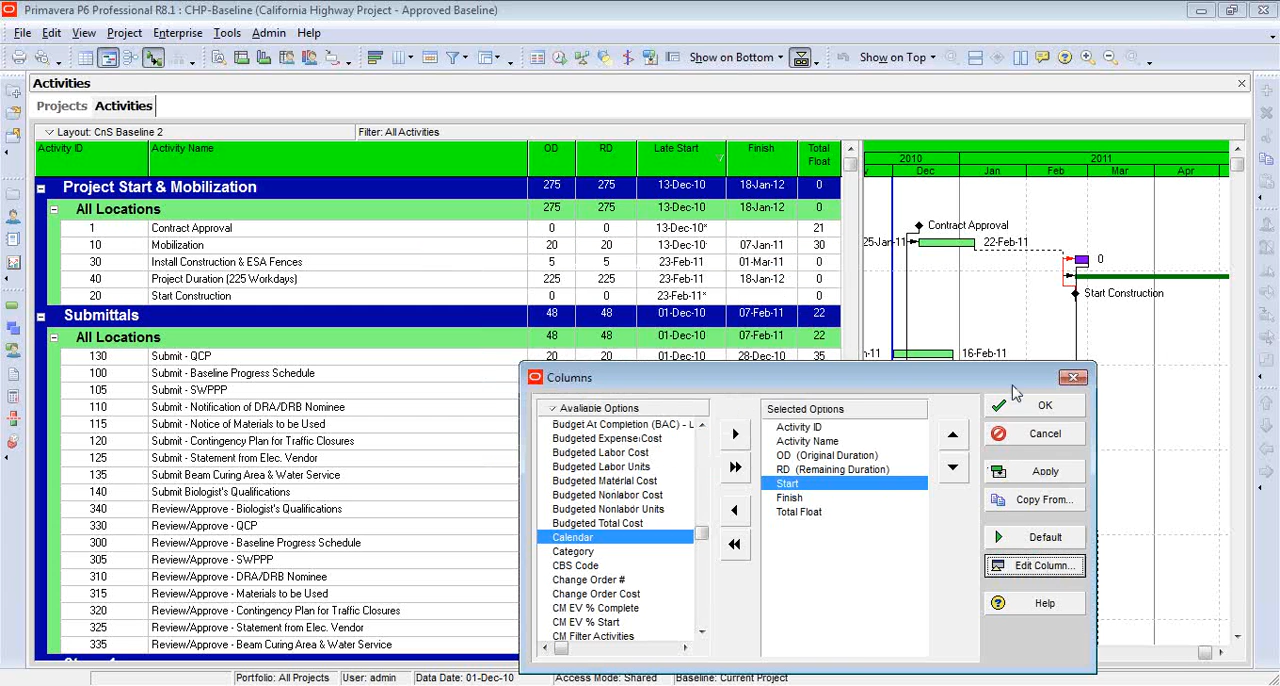 Primavera P6 Professional R8.1 : CHP-Baseline (California Highway Project - Approved Baseline)
File Edit View Project Enterprise Tools Admin Help
Show on Bottom Show on Top
Activities
Projects Activities
Layout: CnS Baseline 2 Filter: All Activities
Activity ID Activity Name OD RD Late Start Finish Total Float
2010 2011
Dec Jan Feb Mar Apr
Project Start & Mobilization 275 275 13-Dec-10 18-Jan-12 0
All Locations 275 275 13-Dec-10 18-Jan-12 0
1 Contract Approval 0 0 13-Dec-10* 21
Contract Approval
10 Mobilization 20 20 13-Dec-10 07-Jan-11 30
25-Jan-11 22-Feb-11
30 Install Construction & ESA Fences 5 5 23-Feb-11 01-Mar-11 0
0
40 Project Duration (225 Workdays) 0 0 23-Feb-11 18-Jan-12 0
20 Start Construction 0 0 23-Feb-11* 0
Start Construction
Submittals 48 48 01-Dec-10 07-Feb-11 22
All Locations 48 48 01-Dec-10 07-Feb-11 22
130 Submit - QCP 20 20 01-Dec-10 28-Dec-10 35
-11 16-Feb-11
100 Submit - Baseline Progress Schedule
105 Submit - SWPPP
110 Submit - Notification of DRA/DRB Nominee
115 Submit - Notice of Materials to be Used
120 Submit - Contingency Plan for Traffic Closures
125 Submit - Statement from Elec. Vendor
135 Submit Beam Curing Area & Water Service
140 Submit Biologist's Qualifications
340 Review/Approve - Biologist's Qualifications
330 Review/Approve - QCP
300 Review/Approve - Baseline Progress Schedule
305 Review/Approve - SWPPP
310 Review/Approve - DRA/DRB Nominee
315 Review/Approve - Materials to be Used
320 Review/Approve - Contingency Plan for Traffic Closures
325 Review/Approve - Statement from Elec. Vendor
335 Review/Approve - Beam Curing Area & Water Service
Columns
Available Options
Budget At Completion (BAC) - L
Budgeted Expense Cost
Budgeted Labor Cost
Budgeted Labor Units
Budgeted Material Cost
Budgeted Nonlabor Cost
Budgeted Nonlabor Units
Budgeted Total Cost
Calendar
Category
CBS Code
Change Order #
Change Order Cost
CM EV % Complete
CM EV % Start
CM Filter Activities
Selected Options
Activity ID
Activity Name
OD (Original Duration)
RD (Remaining Duration)
Start
Finish
Total Float
OK
Cancel
Apply
Copy From...
Default
Edit Column...
Help
Portfolio: All Projects User: admin Data Date: 01-Dec-10 Access Mode: Shared Baseline: Current Project